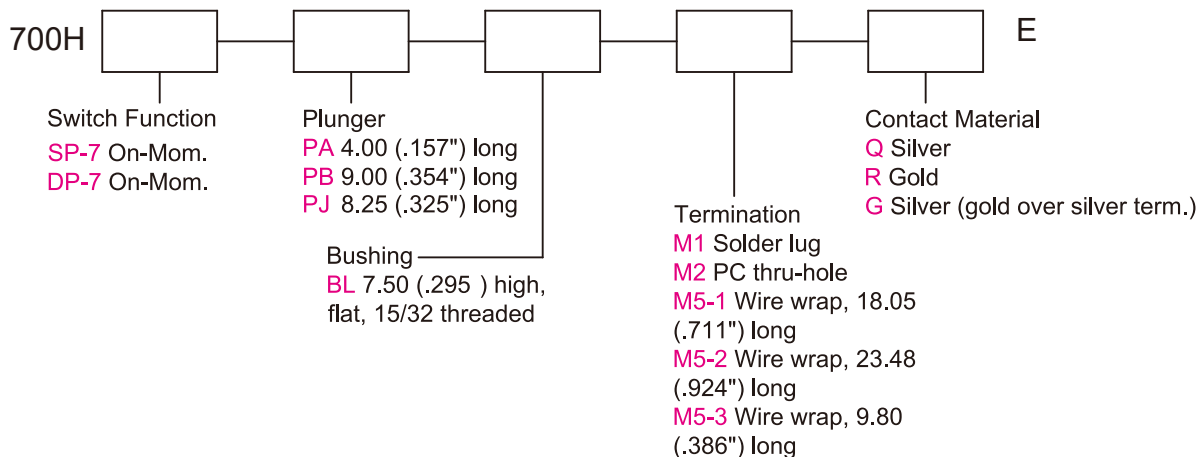 700H
E
Switch Function
SP-7 On-Mom.
DP-7 On-Mom.
Plunger
PA 4.00 (.157") long
PB 9.00 (.354") long
PJ 8.25 (.325") long
Bushing
BL 7.50 (.295 ) high,
flat, 15/32 threaded
Termination
M1 Solder lug
M2 PC thru-hole
M5-1 Wire wrap, 18.05
(.711") long
M5-2 Wire wrap, 23.48
(.924") long
M5-3 Wire wrap, 9.80
(.386") long
Contact Material
Q Silver
R Gold
G Silver (gold over silver term.)